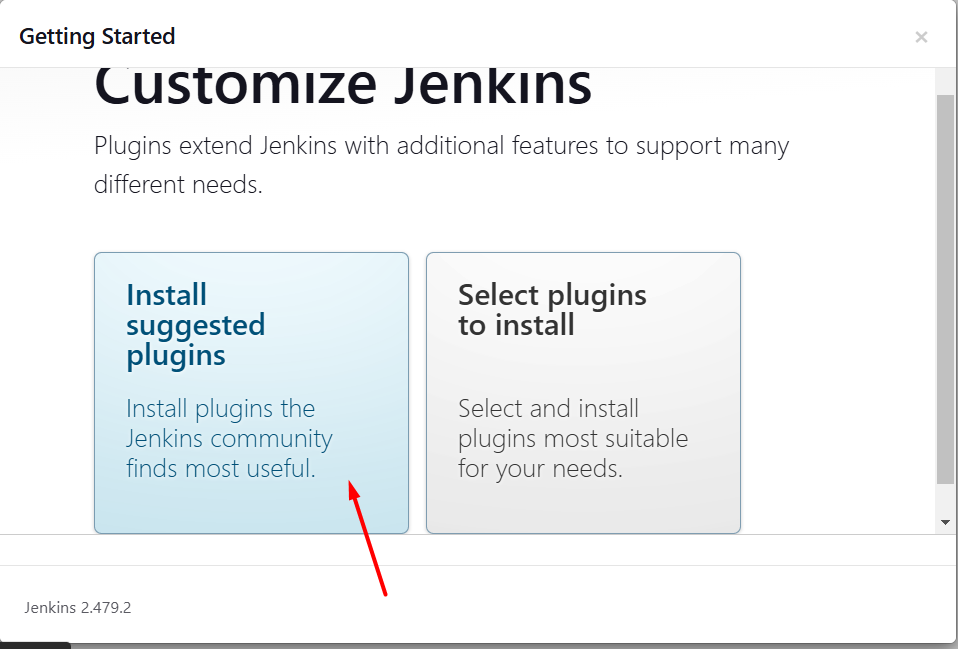 Getting Started
×
Customize Jenkins
Plugins extend Jenkins with additional features to support many
different needs.
Install
suggested
plugins
Install plugins the
Jenkins community
finds most useful.
Select plugins
to install
Select and install
plugins most suitable
for your needs.
Jenkins 2.479.2